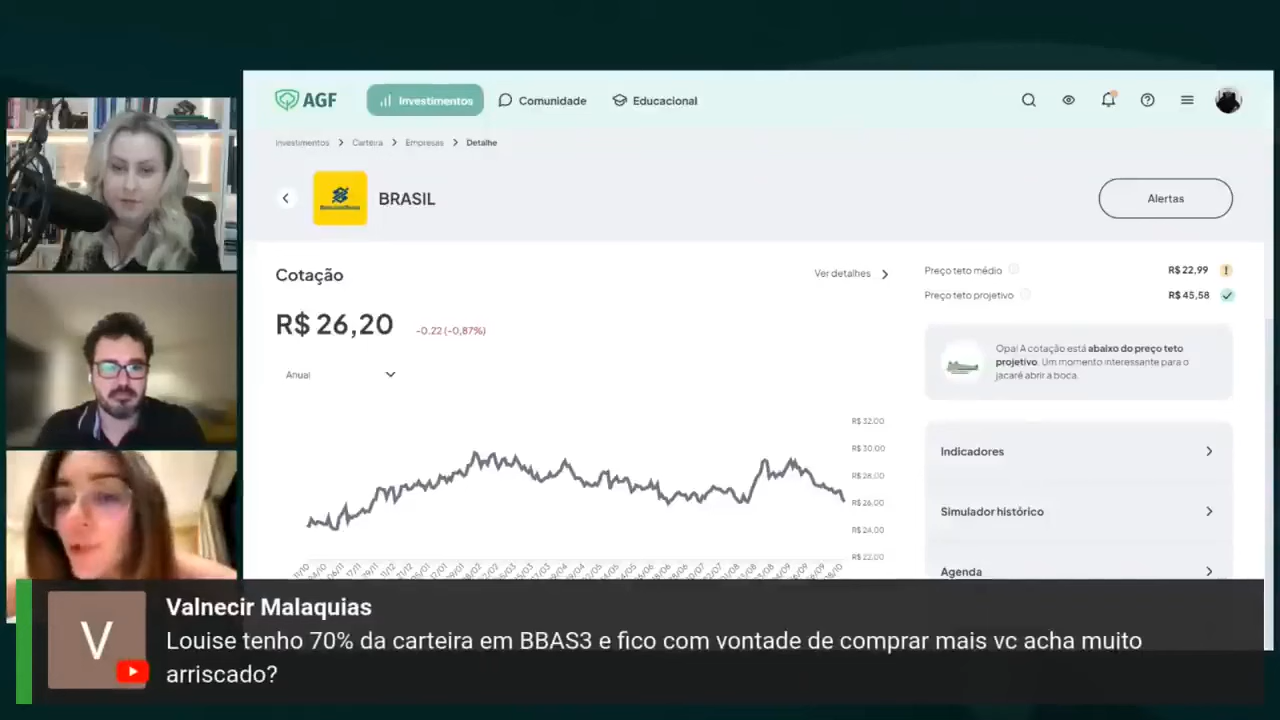 AGF
Investimentos
Comunidade
Educacional
Investimentos > Carteira > Empresas > Detalhe
BRASIL
Alertas
Cotação
Ver detalhes
R$ 26,20
-0.22 (-0,87%)
Anual
R$ 32,00
R$ 30,00
R$ 28,00
R$ 26,00
R$ 24,00
R$ 22,00
Preço teto médio
R$ 22,99
Preço teto projetivo
R$ 45,58
Opa! A cotação está abaixo do preço teto
projetivo. Um momento interessante para o
jacaré abrir a boca.
Indicadores
Simulador histórico
Agenda
V
Valnecir Malaquias
Louise tenho 70% da carteira em BBAS3 e fico com vontade de comprar mais vc acha muito
arriscado?